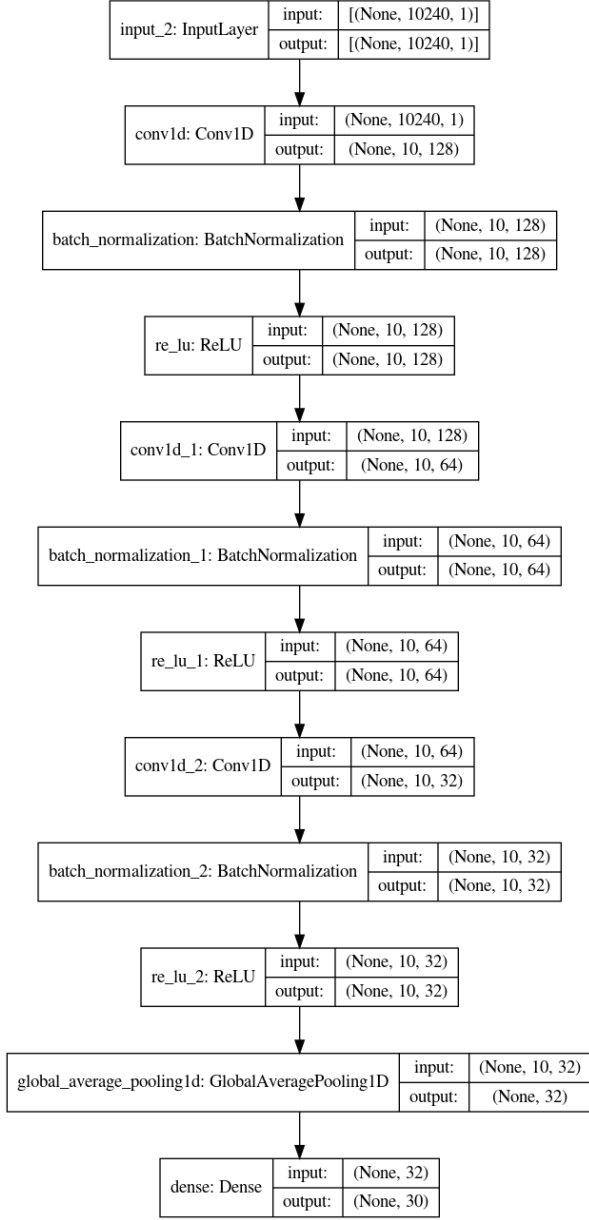 input_2: InputLayer
input: [(None, 10240, 1)]
output: [(None, 10240, 1)]
conv1d: Conv1D
input: (None, 10240, 1)
output: (None, 10, 128)
batch_normalization: BatchNormalization
input: (None, 10, 128)
output: (None, 10, 128)
re_lu: ReLU
input: (None, 10, 128)
output: (None, 10, 128)
conv1d_1: Conv1D
input: (None, 10, 128)
output: (None, 10, 64)
batch_normalization_1: BatchNormalization
input: (None, 10, 64)
output: (None, 10, 64)
re_lu_1: ReLU
input: (None, 10, 64)
output: (None, 10, 64)
conv1d_2: Conv1D
input: (None, 10, 64)
output: (None, 10, 32)
batch_normalization_2: BatchNormalization
input: (None, 10, 32)
output: (None, 10, 32)
re_lu_2: ReLU
input: (None, 10, 32)
output: (None, 10, 32)
global_average_pooling1d: GlobalAveragePooling1D
input: (None, 10, 32)
output: (None, 32)
dense: Dense
input: (None, 32)
output: (None, 30)